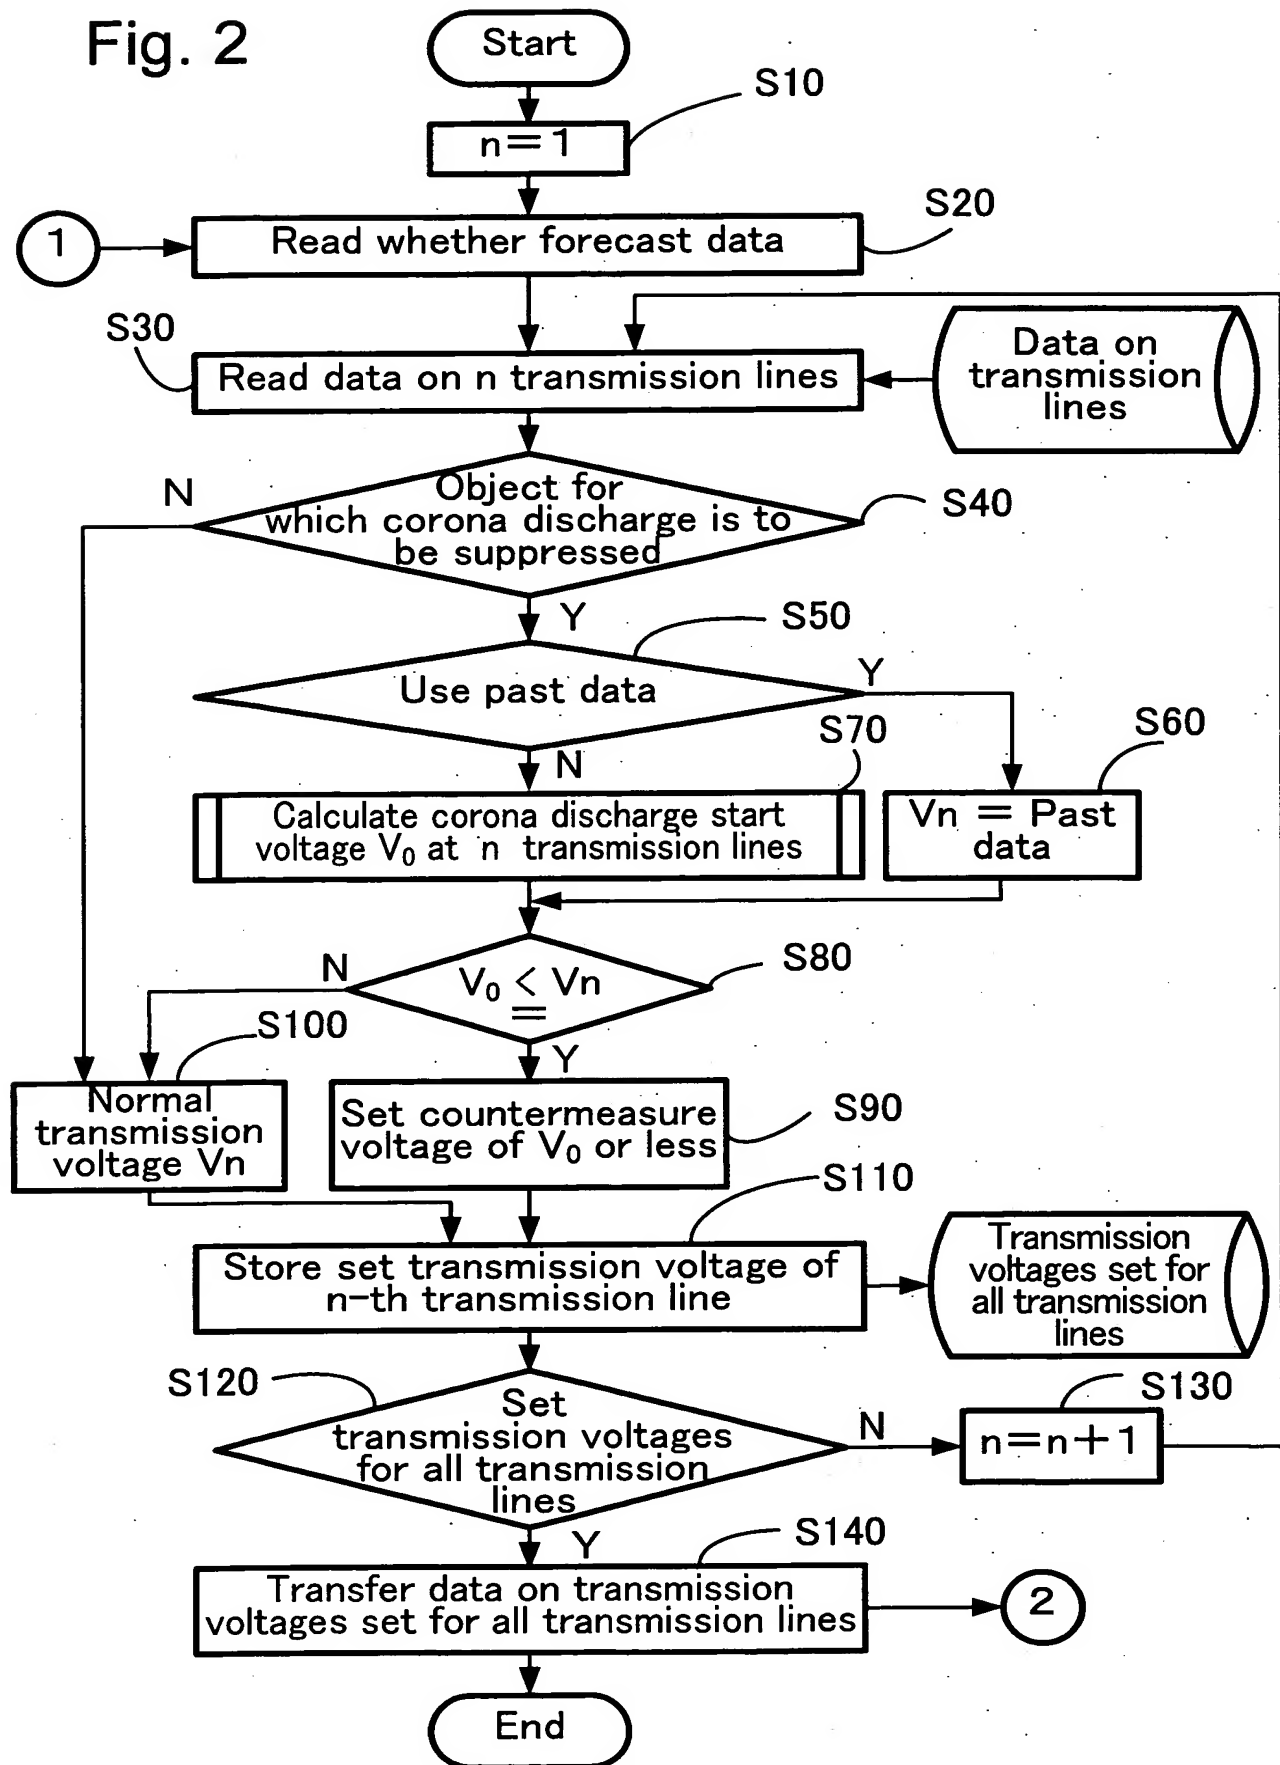 Fig. 2
Start
S10
n=1
1
S20
Read whether forecast data
S30
Read data on n transmission lines
Data on
transmission
lines
N
Object for
which corona discharge is to
be suppressed
S40
Y
S50
Use past data
Y
S70
S60
N
Calculate corona discharge start
voltage V₀ at n transmission lines
Vn = Past
data
N
V₀ ≦ Vn
S80
S100
Y
Normal
transmission
voltage Vn
Set countermeasure
voltage of V₀ or less
S90
S110
Store set transmission voltage of
n-th transmission line
Transmission
voltages set for
all transmission
lines
S120
Set
transmission voltages
for all transmission
lines
N
S130
n=n+1
Y
S140
Transfer data on transmission
voltages set for all transmission lines
2
End